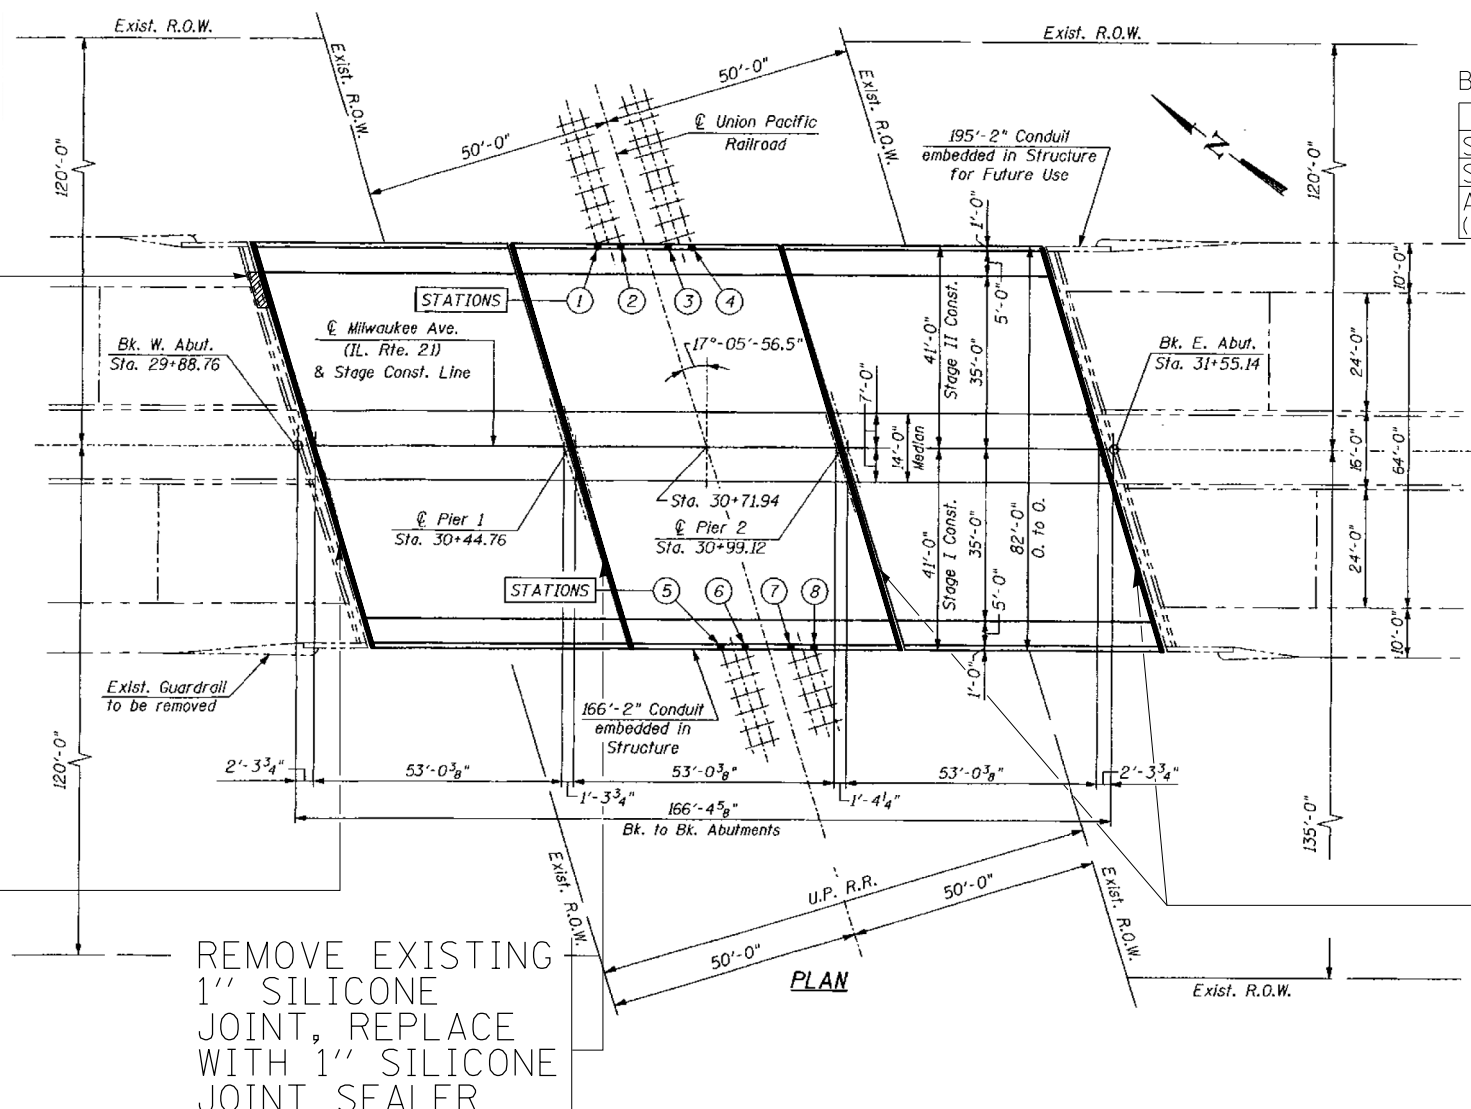 Exist. R.O.W.
Exist. R.O.W.
Exist. R.O.W.
Exist. R.O.W.
50'-0"
50'-0"
℄ Union Pacific
Railroad
195'-2" Conduit
embedded in Structure
for Future Use
N
B
120'-0"
120'-0"
1'-0"
10'-0"
STATIONS
1
2
3
4
5'-0"
℄ Milwaukee Ave.
(IL. Rte. 21)
& Stage Const. Line
17°-05'-56.5"
Bk. W. Abut.
Sta. 29+88.76
Bk. E. Abut.
Sta. 31+55.14
41'-0"
Stage II Const.
35'-0"
24'-0"
7'-0"
14'-0"
Median
15'-0"
64'-0"
Sta. 30+71.94
℄ Pier 1
Sta. 30+44.76
℄ Pier 2
Sta. 30+99.12
41'-0"
Stage I Const.
35'-0"
82'-0"
O. to O.
24'-0"
STATIONS
5
6
7
8
5'-0"
1'-0"
10'-0"
Exist. Guardrail
to be removed
166'-2" Conduit
embedded in
Structure
120'-0"
135'-0"
2'-3¾"
53'-0⅜"
53'-0⅜"
53'-0⅜"
2'-3¾"
1'-3¾"
1'-4¼"
166'-4⅝"
Bk. to Bk. Abutments
Exist. R.O.W.
Exist. R.O.W.
U.P. R.R.
50'-0"
50'-0"
PLAN
Exist. R.O.W.
REMOVE EXISTING
1'' SILICONE
JOINT, REPLACE
WITH 1'' SILICONE
JOINT SEALER